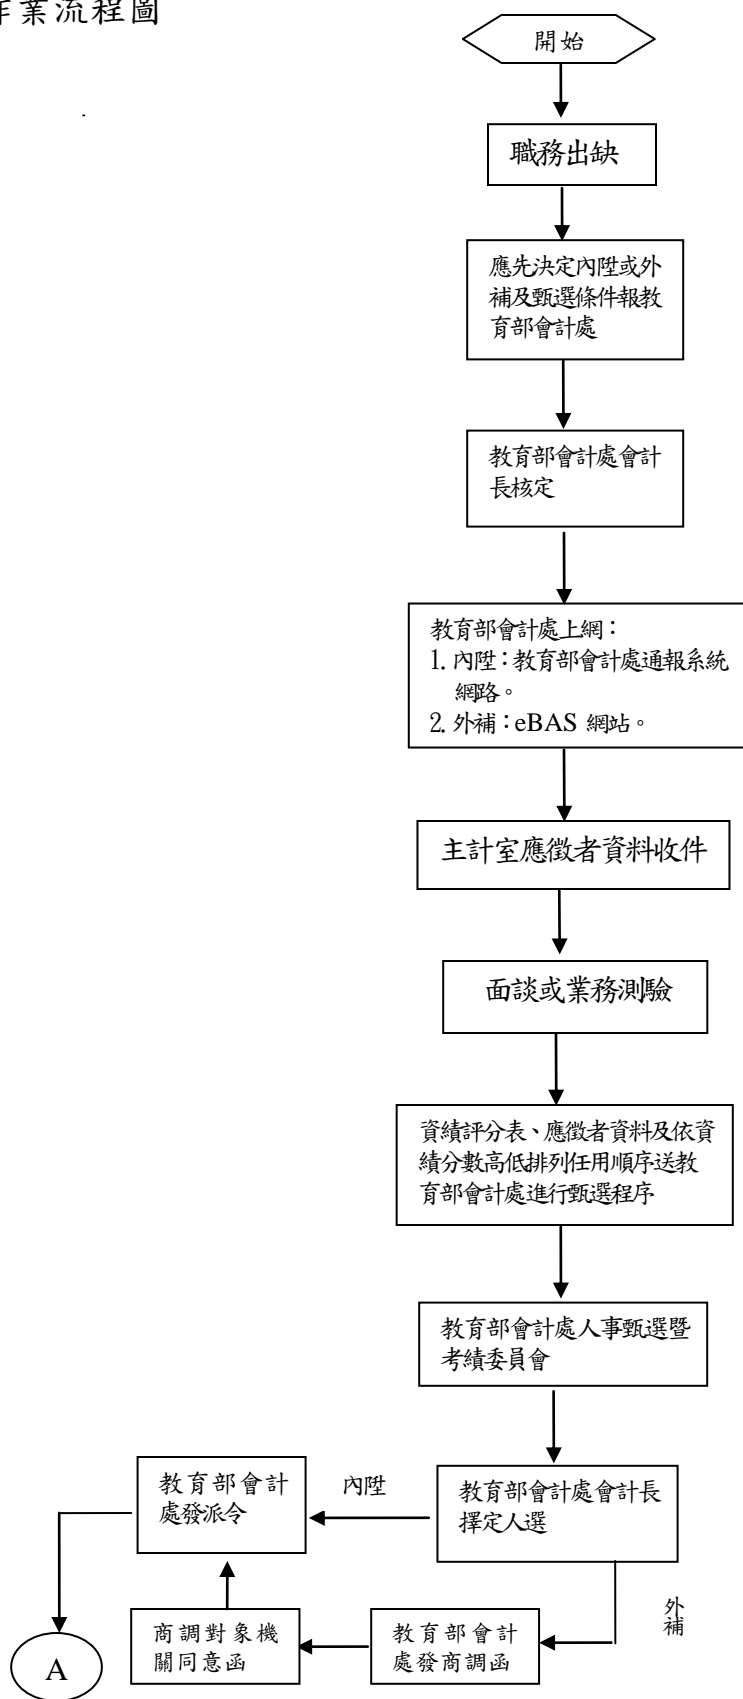 作業流程圖
開始
職務出缺
應先決定內陞或外
補及甄選條件報教
育部會計處
教育部會計處會計
長核定
教育部會計處上網：
1. 內陞：教育部會計處通報系統
網路。
2. 外補：eBAS 網站。
主計室應徵者資料收件
面談或業務測驗
資績評分表、應徵者資料及依資
績分數高低排列任用順序送教
育部會計處進行甄選程序
教育部會計處人事甄選暨
考績委員會
教育部會計處會計長
擇定人選
內陞
教育部會計
處發派令
外補
教育部會計
處發商調函
商調對象機
關同意函
A